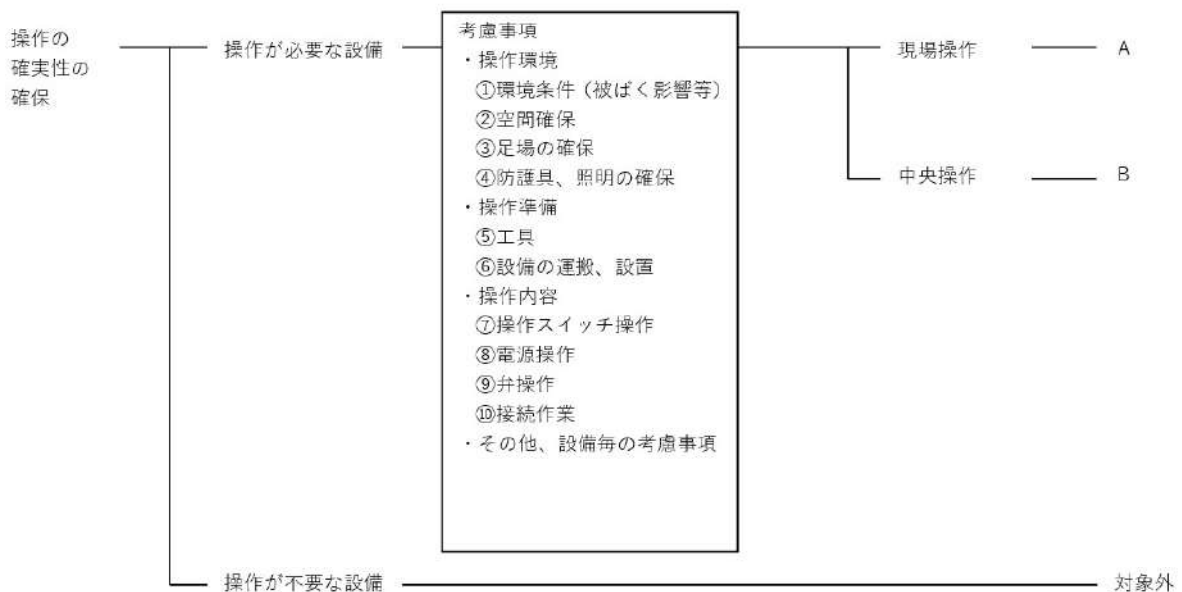 操作の
確実性の
確保
操作が必要な設備
考慮事項
・操作環境
①環境条件（被ばく影響等）
②空間確保
③足場の確保
④防護具、照明の確保
・操作準備
⑤工具
⑥設備の運搬、設置
・操作内容
⑦操作スイッチ操作
⑧電源操作
⑨弁操作
⑩接続作業
・その他、設備毎の考慮事項
現場操作
A
中央操作
B
操作が不要な設備
対象外